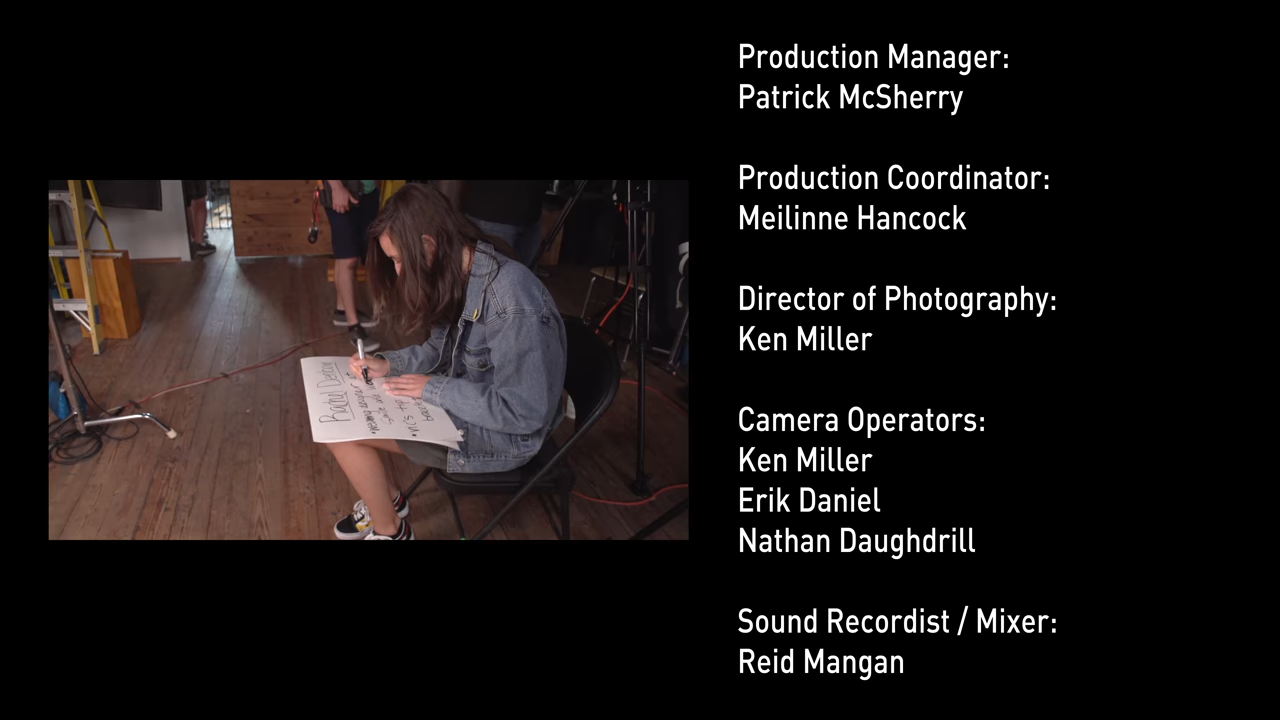 Production Manager:
Patrick McSherry
Production Coordinator:
Meilinne Hancock
Director of Photography:
Ken Miller
Camera Operators:
Ken Miller
Erik Daniel
Nathan Daughdrill
Sound Recordist / Mixer:
Reid Mangan